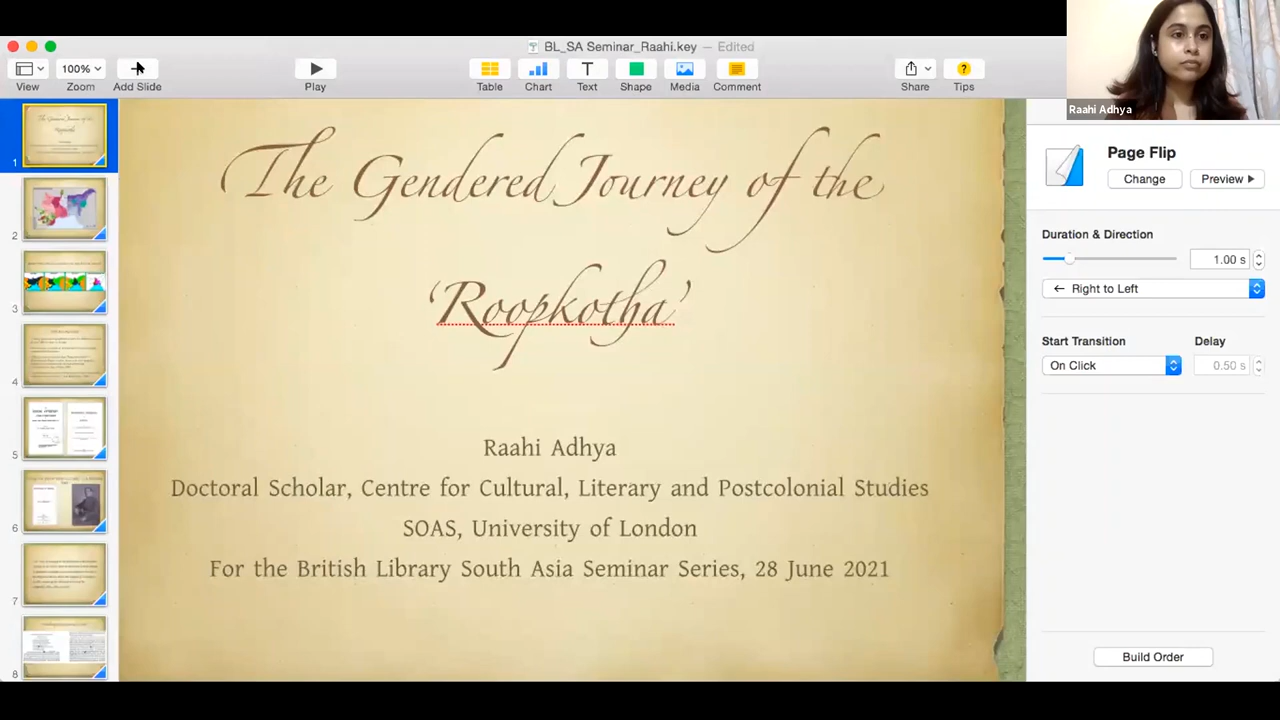 BL_SA Seminar_Raahi.key — Edited
View
100%
Zoom
Add Slide
Play
Table
Chart
Text
Shape
Media
Comment
Share
Tips
Raahi Adhya
1
2
3
4
5
6
7
8
The Gendered Journey of the
‘Roopkotha’
Raahi Adhya
Doctoral Scholar, Centre for Cultural, Literary and Postcolonial Studies
SOAS, University of London
For the British Library South Asia Seminar Series, 28 June 2021
Page Flip
Change
Preview
Duration & Direction
1.00 s
← Right to Left
Start Transition
Delay
On Click
0.50 s
Build Order